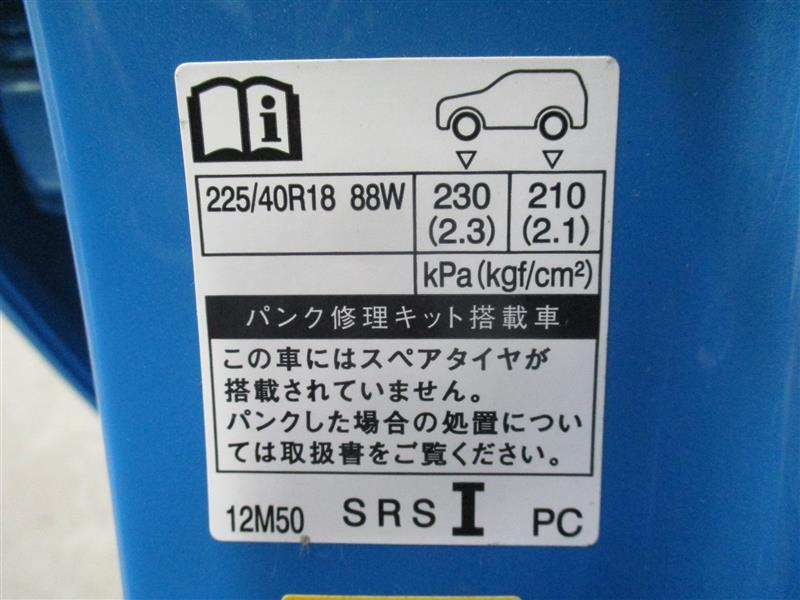 i
225/40R18 88W 230 210
(2.3) (2.1)
kPa(kgf/cm²)
パンク修理キット搭載車
この車にはスペアタイヤが
搭載されていません。
パンクした場合の処置につい
ては取扱書をご覧ください。
12M50 SRS I PC